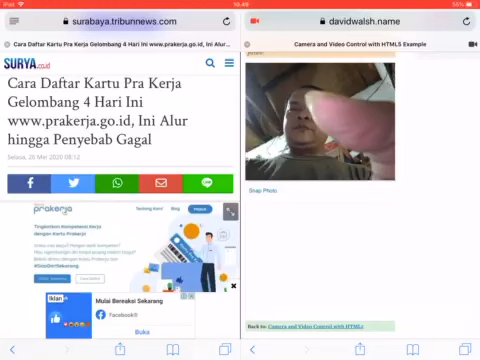 iPad
16.49
85%
surabaya.tribunnews.com
Cara Daftar Kartu Pra Kerja Gelombang 4 Hari Ini www.prakerja.go.id, Ini Alur...
SURYA.co.id
Cara Daftar Kartu Pra Kerja
Gelombang 4 Hari Ini
www.prakerja.go.id, Ini Alur
hingga Penyebab Gagal
Selasa, 26 Mei 2020 08:12
prakerja
Tentang Kami
Blog
Tingkatkan Kompetensi Kerja
dengan Kartu Prakerja
Iklan
Mulai Bereaksi Sekarang
Facebook®
Buka
davidwalsh.name
Camera and Video Control with HTML5 Example
Snap Photo
Back to: Camera and Video Control with HTML5